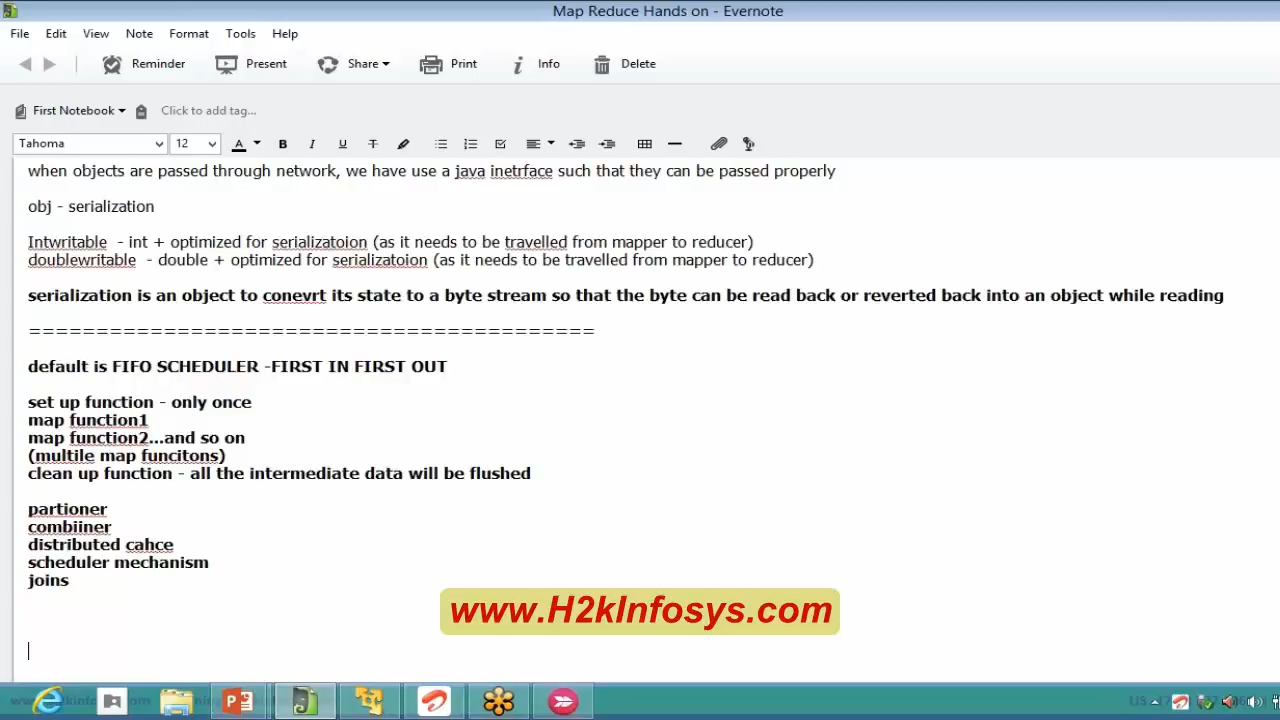 Map Reduce Hands on - Evernote
File Edit View Note Format Tools Help
Reminder Present Share Print Info Delete
First Notebook Click to add tag...
Tahoma 12 A B I U T
when objects are passed through network, we have use a java inetrface such that they can be passed properly
obj - serialization
Intwritable - int + optimized for serializatoion (as it needs to be travelled from mapper to reducer)
doublewritable - double + optimized for serializatoion (as it needs to be travelled from mapper to reducer)
serialization is an object to conevrt its state to a byte stream so that the byte can be read back or reverted back into an object while reading
==========================================
default is FIFO SCHEDULER -FIRST IN FIRST OUT
set up function - only once
map function1
map function2...and so on
(multile map funcitons)
clean up function - all the intermediate data will be flushed
partioner
combiiner
distributed cahce
scheduler mechanism
joins
www.H2kInfosys.com